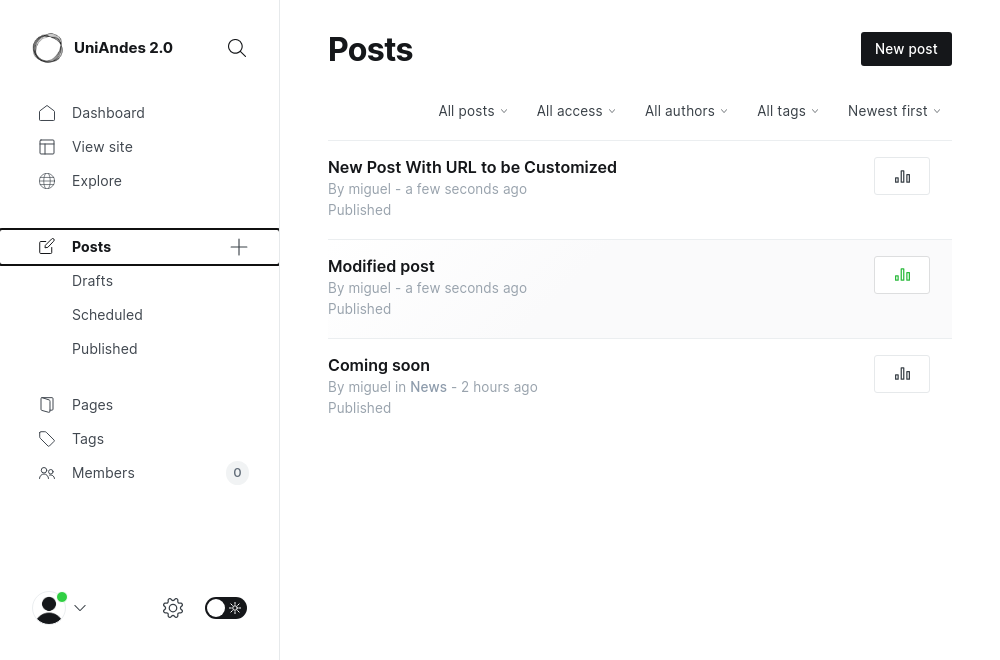 UniAndes 2.0
Dashboard
View site
Explore
Posts
Drafts
Scheduled
Published
Pages
Tags
Members
0
Posts
New post
All posts
All access
All authors
All tags
Newest first
New Post With URL to be Customized
By miguel - a few seconds ago
Published
Modified post
By miguel - a few seconds ago
Published
Coming soon
By miguel in News - 2 hours ago
Published